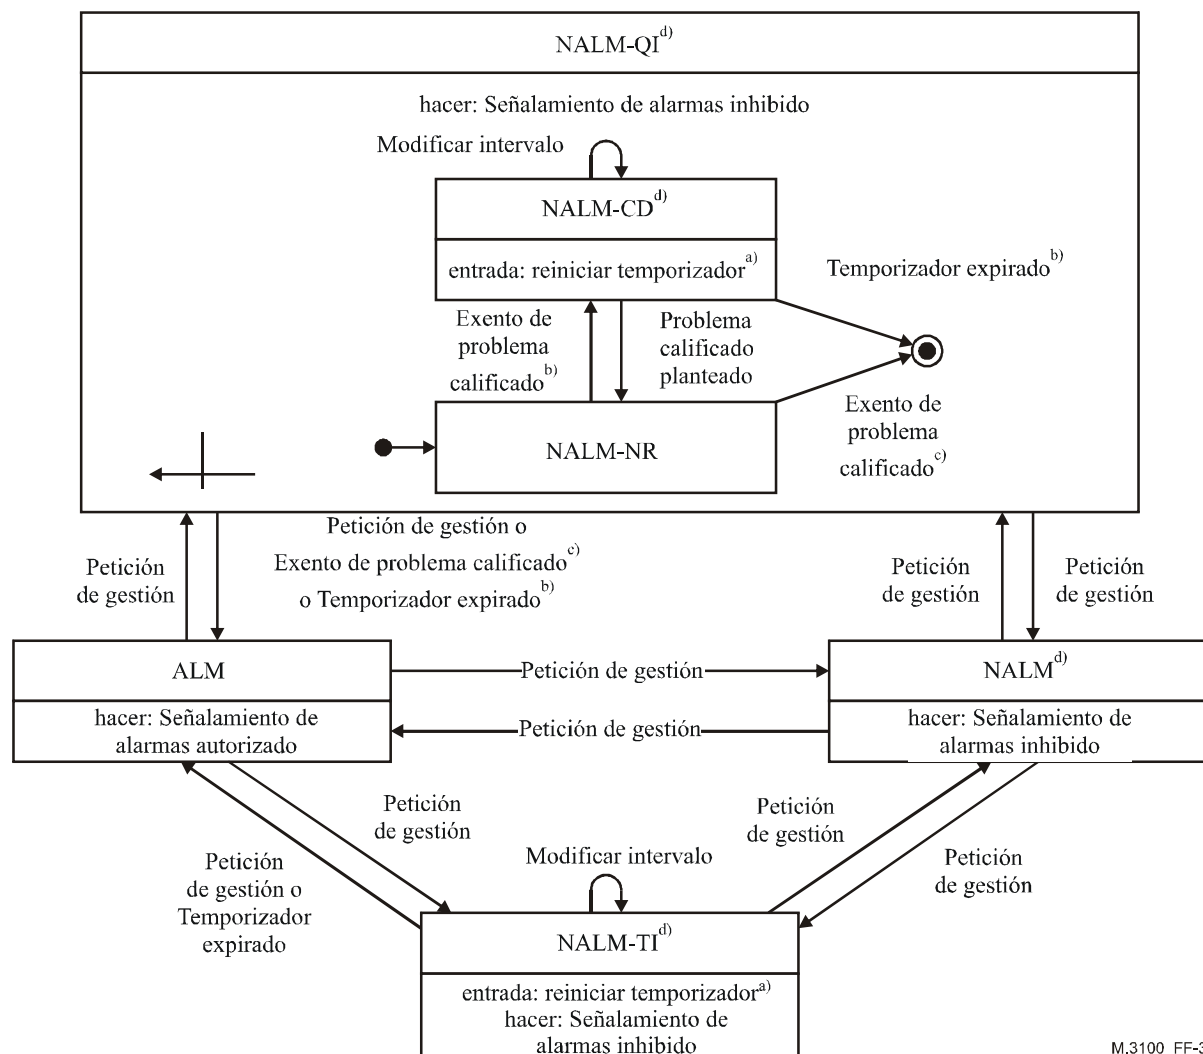 NALM-QI d)
hacer: Señalamiento de alarmas inhibido
Modificar intervalo
NALM-CD d)
entrada: reiniciar temporizador a)
Temporizador expirado b)
Exento de
problema
calificado b)
Problema
calificado
planteado
Exento de
problema
calificado c)
NALM-NR
Petición
de gestión
Petición de gestión o
Exento de problema calificado c)
o Temporizador expirado b)
Petición
de gestión
Petición
de gestión
ALM
hacer: Señalamiento de
alarmas autorizado
Petición de gestión
Petición de gestión
NALM d)
hacer: Señalamiento de
alarmas inhibido
Petición
de gestión
Petición
de gestión o
Temporizador
expirado
Petición
de gestión
Petición
de gestión
Modificar intervalo
NALM-TI d)
entrada: reiniciar temporizador a)
hacer: Señalamiento de
alarmas inhibido
M.3100_FF-3